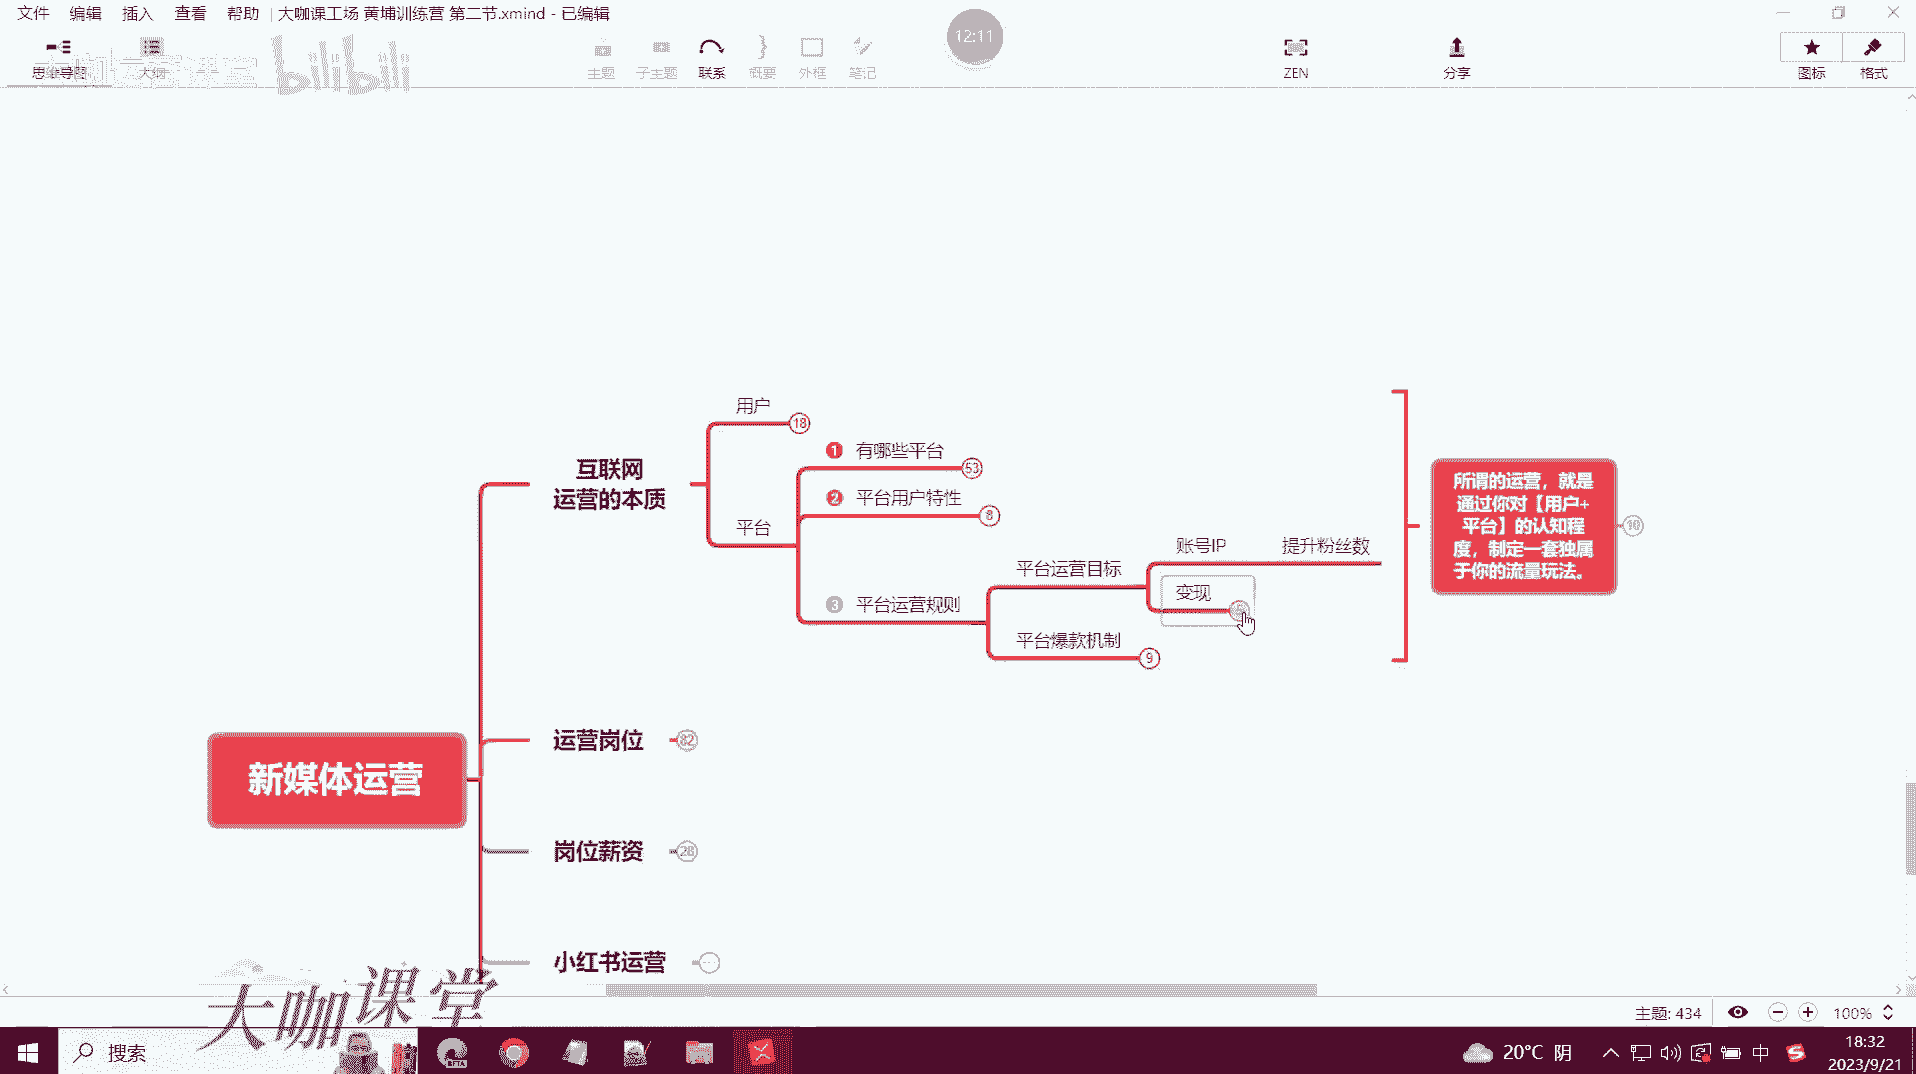 文件 编辑 插入 查看 帮助 大咖课工场 黄埔训练营 第二节.xmind - 已编辑
思维导图 大纲 主题 子主题 联系 概要 外框 笔记 ZEN 分享 图标 格式
bilibili
12:11
用户 18
互联网
运营的本质
平台
1 有哪些平台 53
2 平台用户特性 8
3 平台运营规则
平台运营目标
账号IP 提升粉丝数
变现
平台爆款机制 9
所谓的运营，就是
通过你对【用户+
平台】的认知程
度，制定一套独属
于你的流量玩法。
10
新媒体运营
运营岗位 82
岗位薪资 28
小红书运营
大咖课堂
主题: 434 100%
搜索
BETA
20°C 阴
中
18:32
2023/9/21